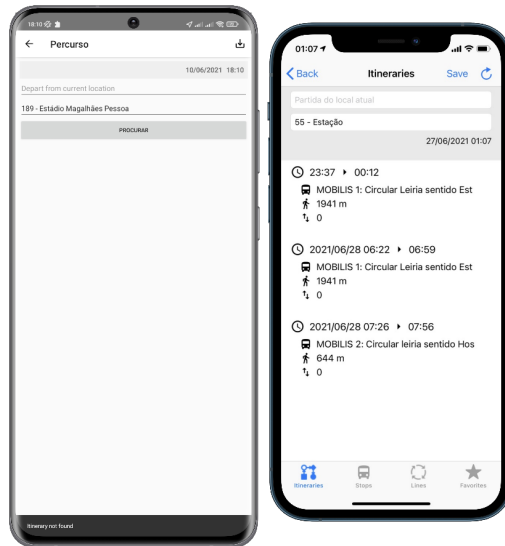 18:10
Percurso
10/06/2021 18:10
Depart from current location
189 - Estádio Magalhães Pessoa
PROCURAR
Itinerary not found
01:07
Back Itineraries Save
Partida do local atual
55 - Estação
27/06/2021 01:07
23:37 ‣ 00:12
MOBILIS 1: Circular Leiria sentido Est
1941 m
0
2021/06/28 06:22 ‣ 06:59
MOBILIS 1: Circular Leiria sentido Est
1941 m
0
2021/06/28 07:26 ‣ 07:56
MOBILIS 2: Circular leiria sentido Hos
644 m
0
Itineraries Stops Lines Favorites